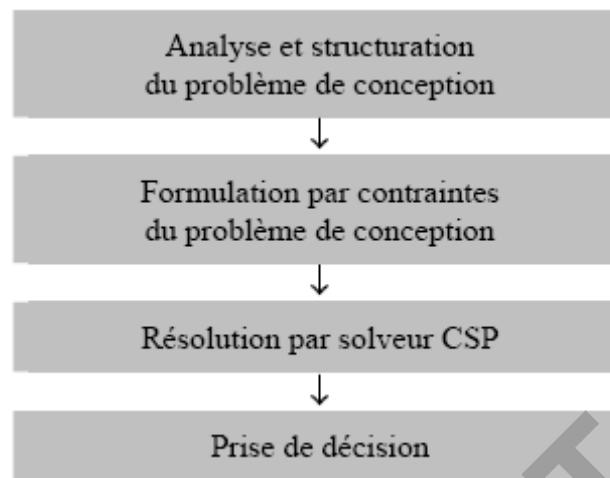 Analyse et structuration
du problème de conception
Formulation par contraintes
du problème de conception
Résolution par solveur CSP
Prise de décision